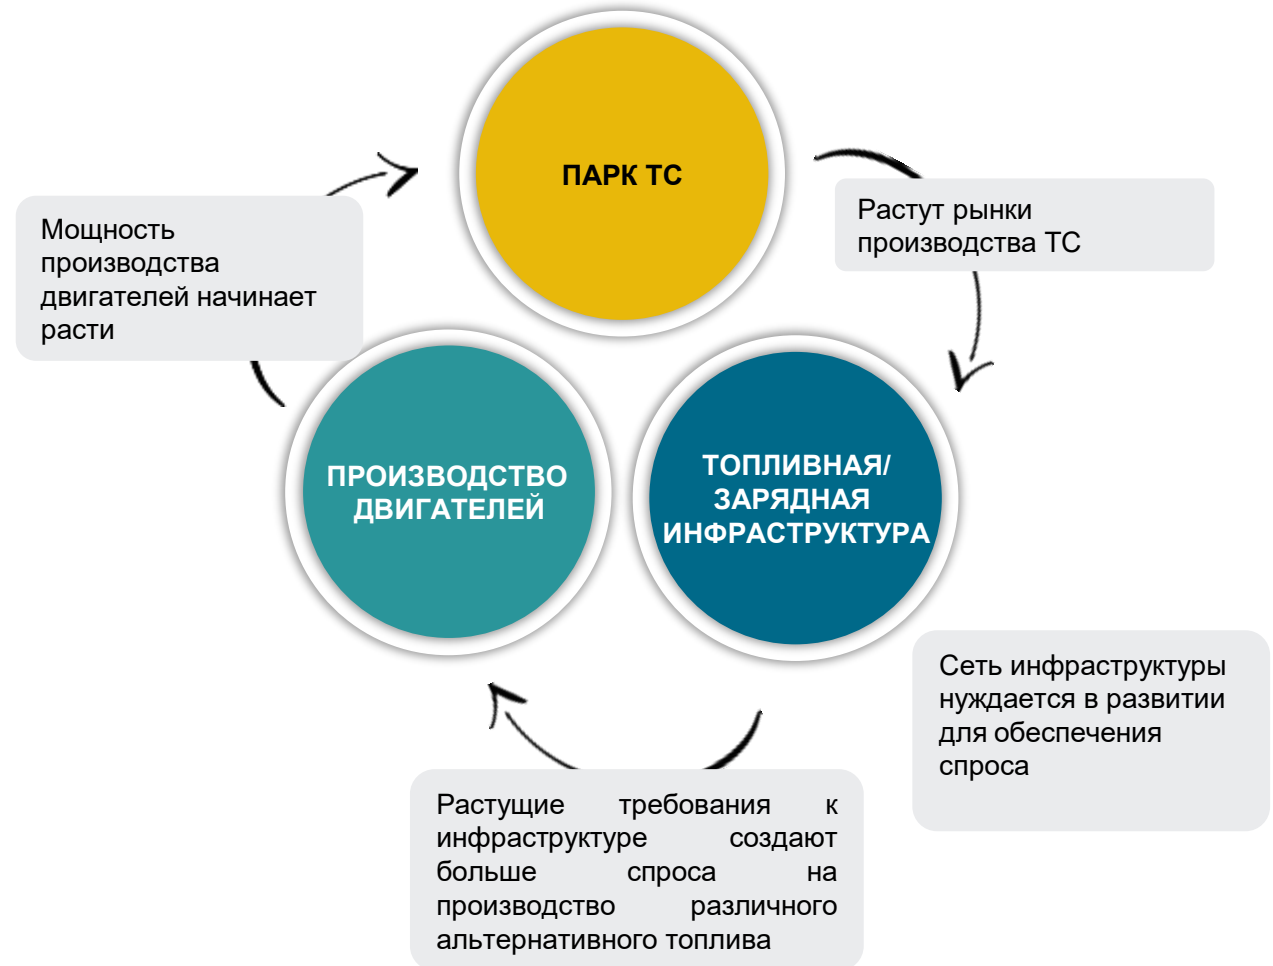 ПАРК ТС
Растут рынки
производства ТС
Мощность
производства
двигателей начинает
расти
ПРОИЗВОДСТВО
ДВИГАТЕЛЕЙ
ТОПЛИВНАЯ/
ЗАРЯДНАЯ
ИНФРАСТРУКТУРА
Сеть инфраструктуры
нуждается в развитии
для обеспечения
спроса
Растущие требования к
инфраструктуре создают
больше спроса на
производство различного
альтернативного топлива